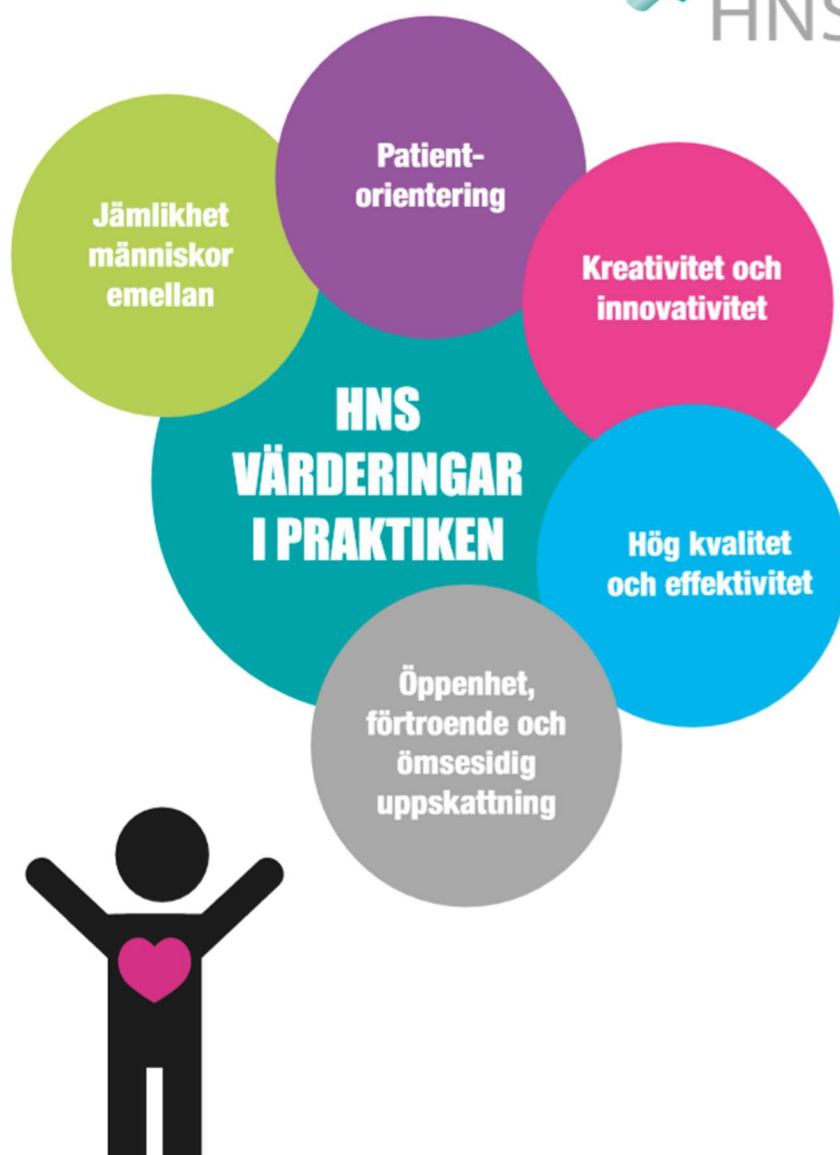 HNS
Patient-
orientering
Jämlikhet
människor
emellan
Kreativitet och
innovativitet
HNS
VÄRDERINGAR
I PRAKTIKEN
Hög kvalitet
och effektivitet
Öppenhet,
förtroende och
ömsesidig
uppskattning